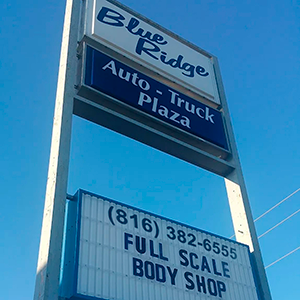 Blue
Ridge
Auto - Truck
Plaza
(816) 382-6555
FULL SCALE
BODY SHOP